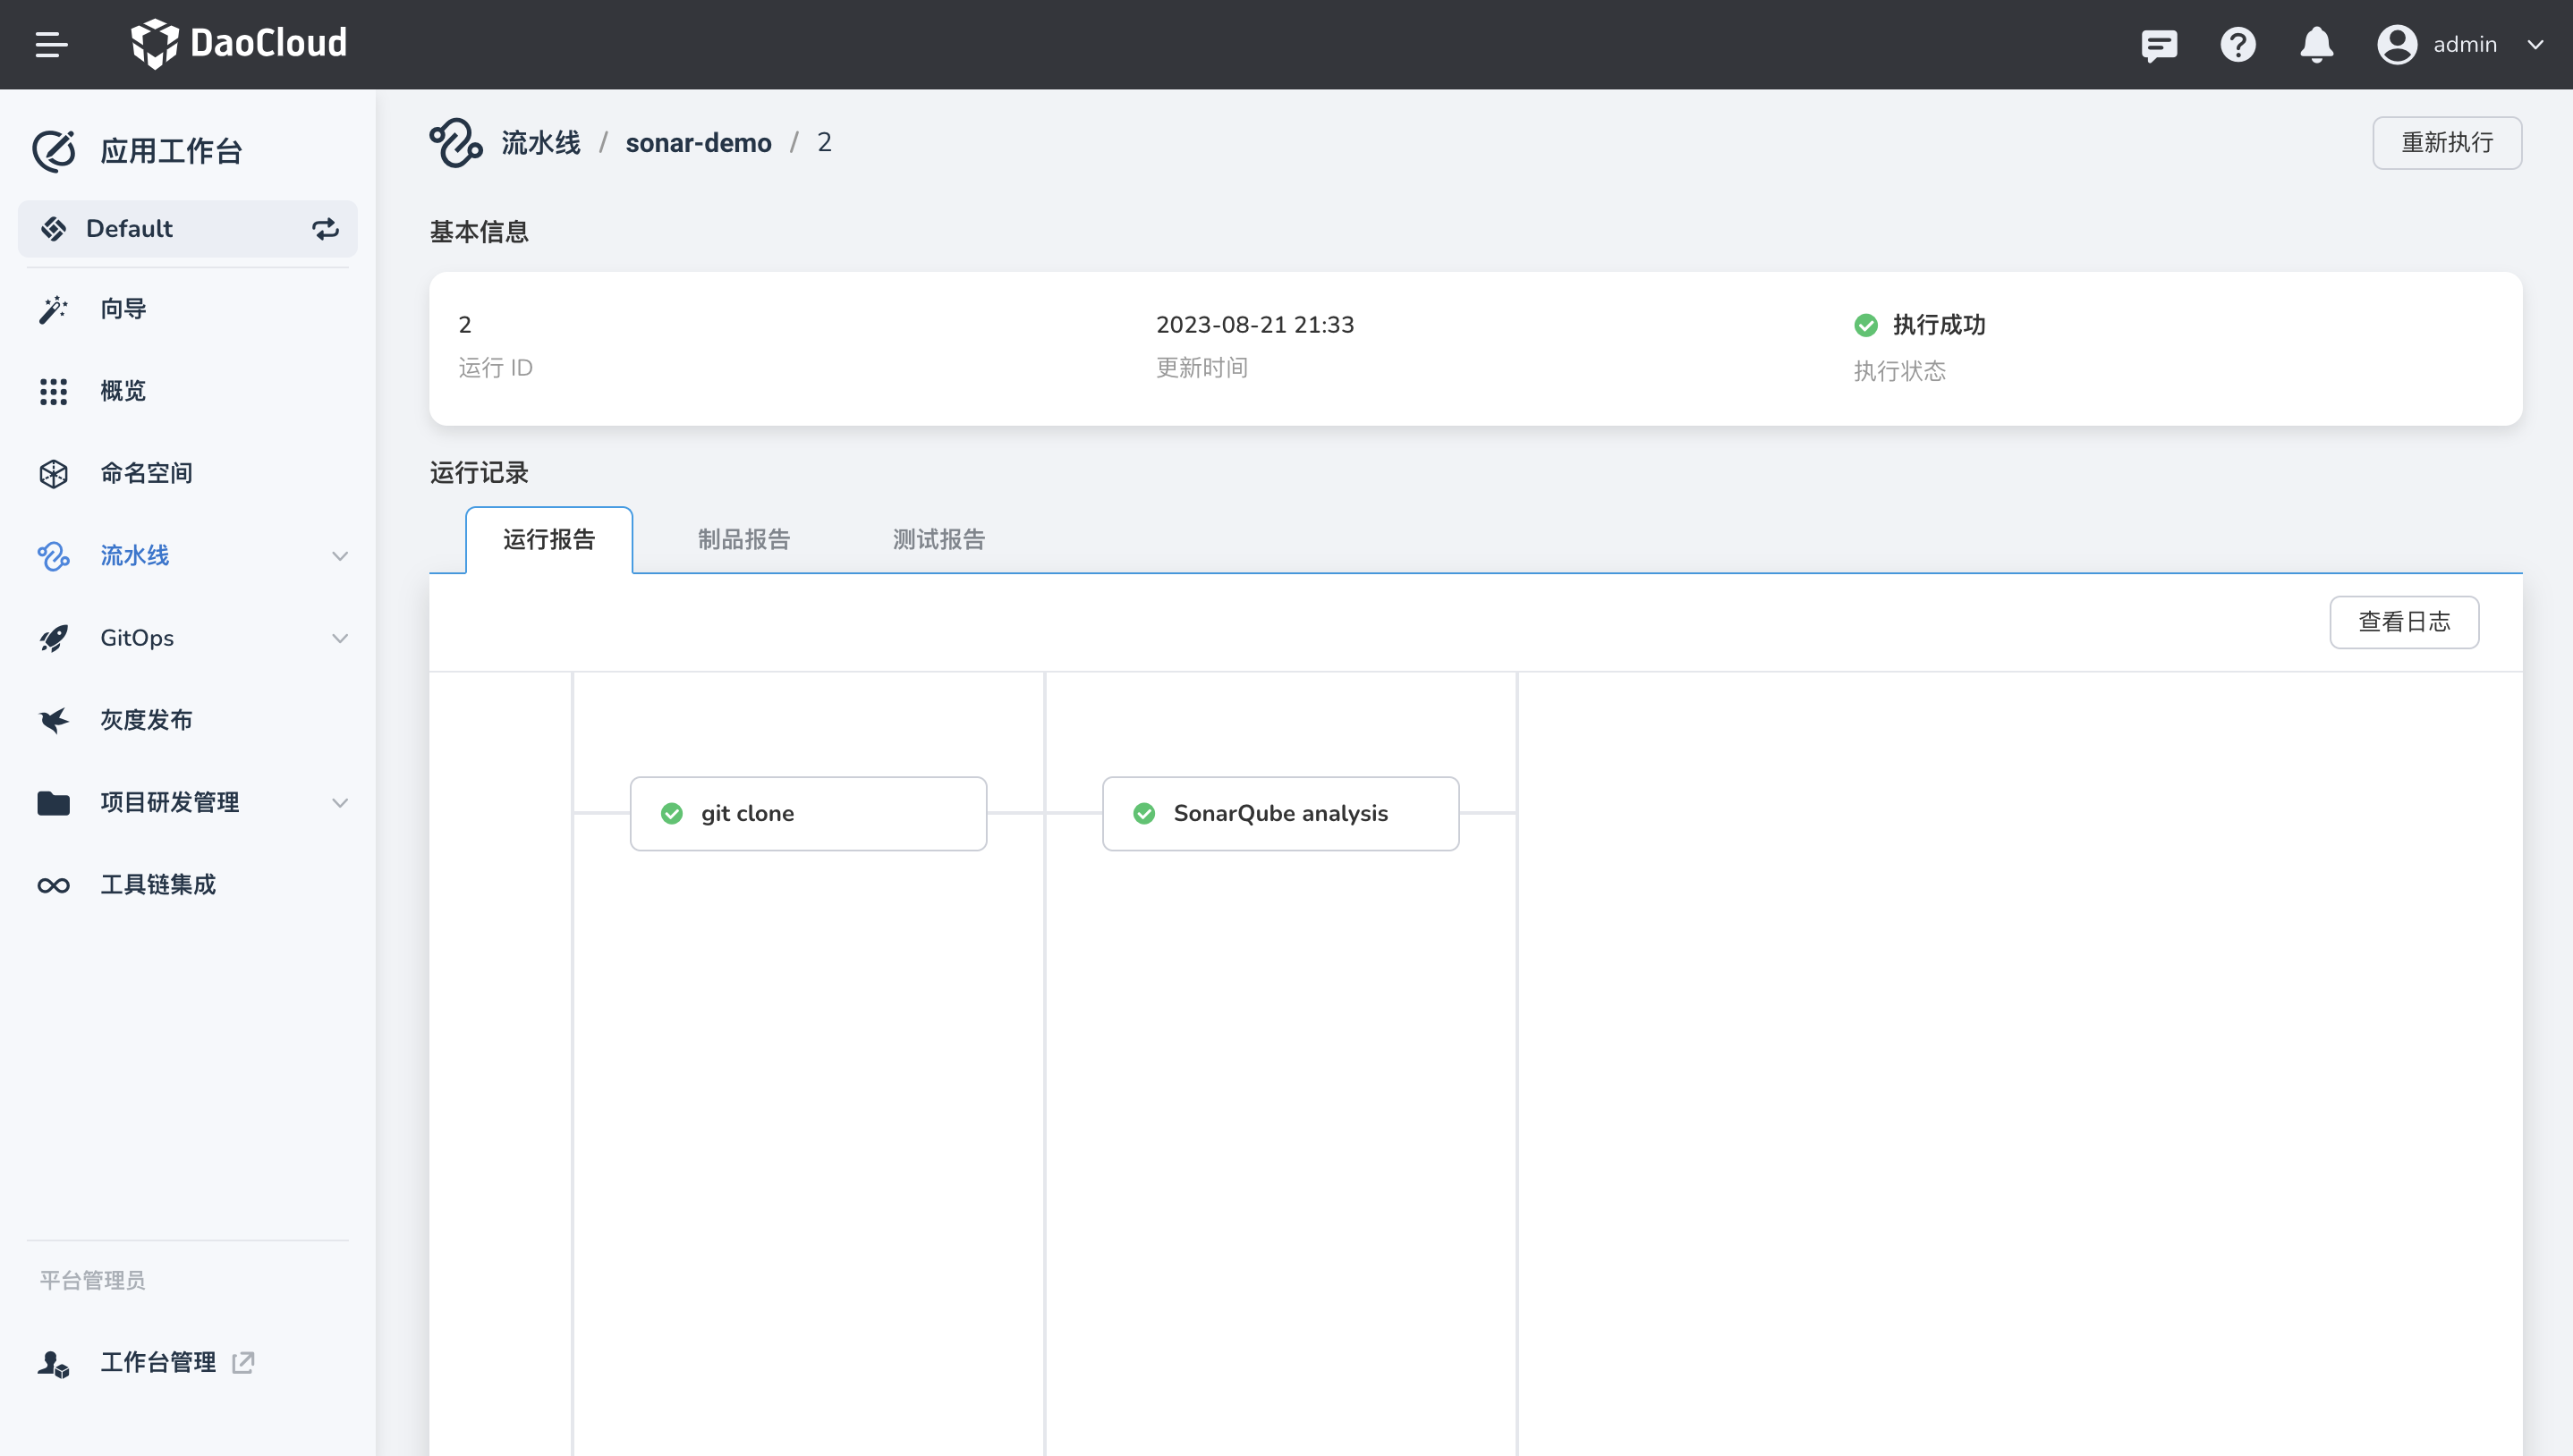 DaoCloud
admin
应用工作台
Default
向导
概览
命名空间
流水线
GitOps
灰度发布
项目研发管理
工具链集成
平台管理员
工作台管理
流水线 / sonar-demo / 2
重新执行
基本信息
2
运行 ID
2023-08-21 21:33
更新时间
执行成功
执行状态
运行记录
运行报告
制品报告
测试报告
查看日志
git clone
SonarQube analysis